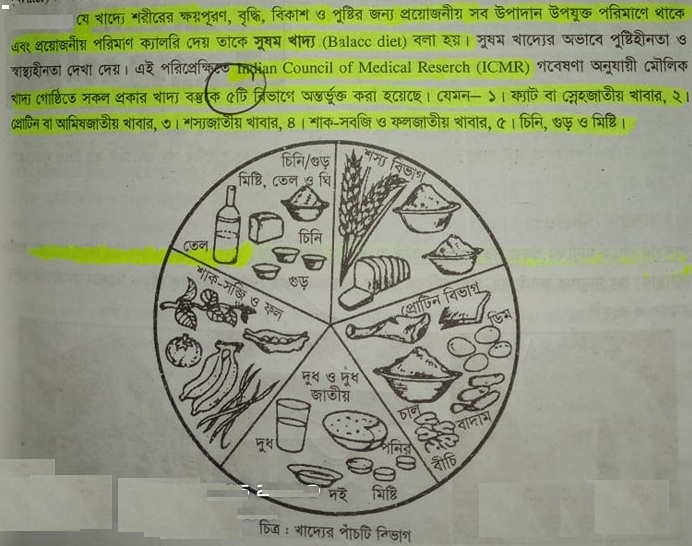 যে খাদ্যে শরীরের ক্ষয়পূরণ, বৃদ্ধি, বিকাশ ও পুষ্টির জন্য প্রয়োজনীয় সব উপাদান উপযুক্ত পরিমাণে থাকে
এবং প্রয়োজনীয় পরিমাণ ক্যালরি দেয় তাকে সুষম খাদ্য (Balacc diet) বলা হয়। সুষম খাদ্যের অভাবে পুষ্টিহীনতা ও
স্বাস্থ্যহীনতা দেখা দেয়। এই পরিপ্রেক্ষিতে Indian Council of Medical Reserch (ICMR) গবেষণা অনুযায়ী মৌলিক
খাদ্য গোষ্ঠিতে সকল প্রকার খাদ্য বস্তুকে ৫টি বিভাগে অন্তর্ভুক্ত করা হয়েছে। যেমন– ১। ফ্যাট বা স্নেহজাতীয় খাবার, ২।
প্রোটিন বা আমিষজাতীয় খাবার, ৩। শস্যজাতীয় খাবার, ৪। শাক-সবজি ও ফলজাতীয় খাবার, ৫। চিনি, গুড় ও মিষ্টি।
চিনি/গুড়
মিষ্টি, তেল ও ঘি
তেল
চিনি
গুড়
শস্য বিভাগ
শাক-সব্জি ও ফল
প্রোটিন বিভাগ
ডিম
চাল
বাদাম
বীচি
দুধ ও দুধ
জাতীয়
দুধ
পনির
দই
মিষ্টি
চিত্র : খাদ্যের পাঁচটি বিভাগ